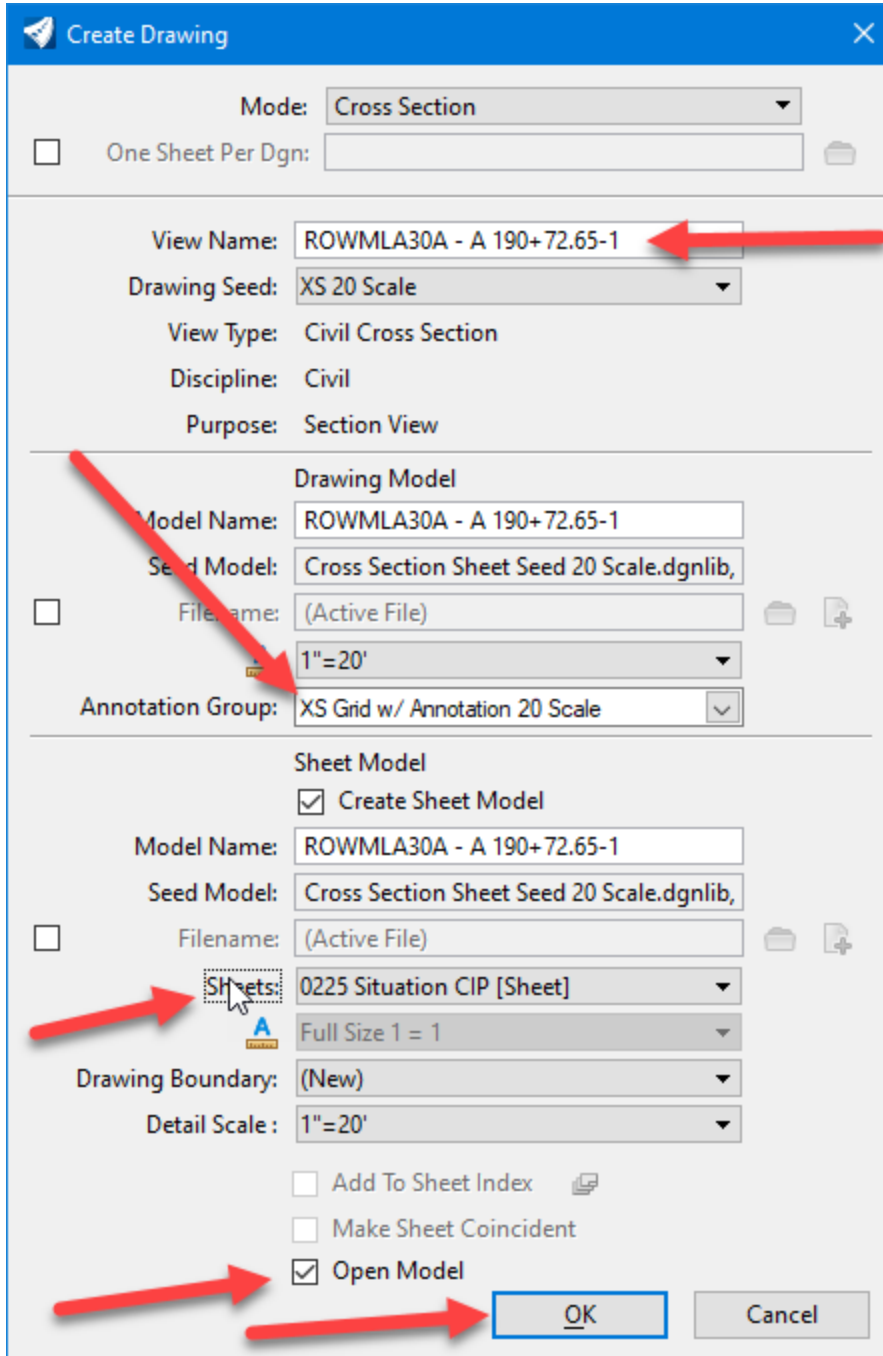 Create Drawing
Mode: Cross Section
One Sheet Per Dgn:
View Name: ROWMLA30A - A 190+72.65-1
Drawing Seed: XS 20 Scale
View Type: Civil Cross Section
Discipline: Civil
Purpose: Section View
Drawing Model
Model Name: ROWMLA30A - A 190+72.65-1
Seed Model: Cross Section Sheet Seed 20 Scale.dgnlib,
Filename: (Active File)
1"=20'
Annotation Group: XS Grid w/ Annotation 20 Scale
Sheet Model
Create Sheet Model
Model Name: ROWMLA30A - A 190+72.65-1
Seed Model: Cross Section Sheet Seed 20 Scale.dgnlib,
Filename: (Active File)
Sheets: 0225 Situation CIP [Sheet]
A Full Size 1 = 1
Drawing Boundary: (New)
Detail Scale : 1"=20'
Add To Sheet Index
Make Sheet Coincident
Open Model
OK Cancel